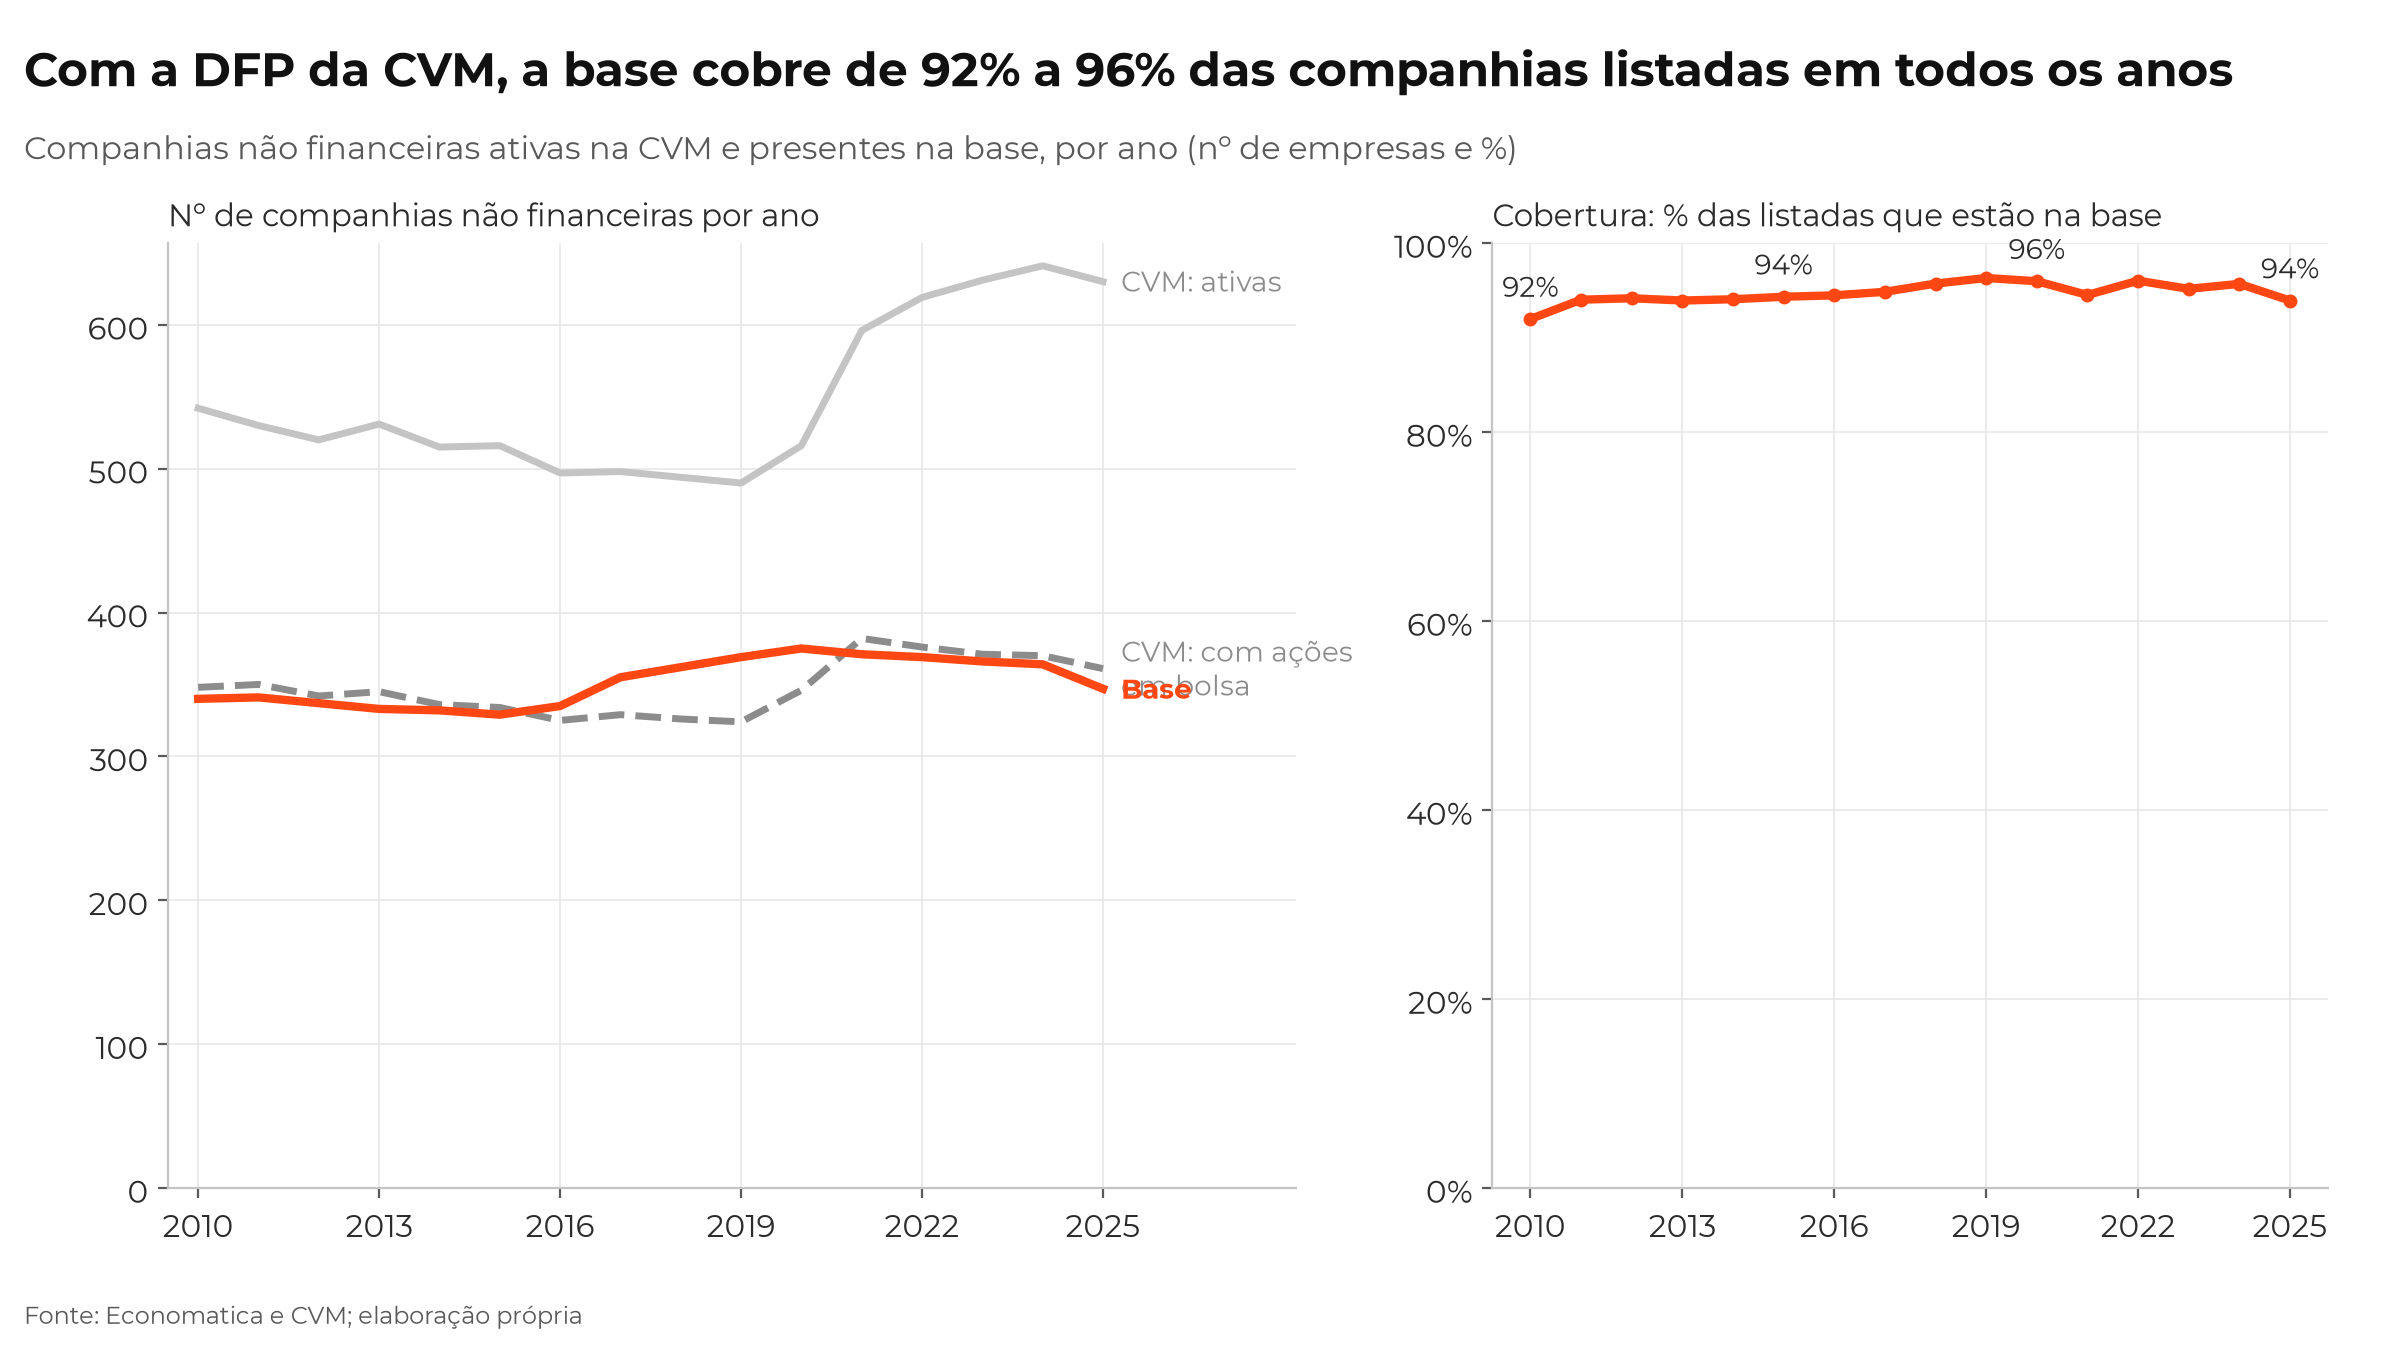 Com a DFP da CVM, a base cobre de 92% a 96% das companhias listadas em todos os anos
Companhias não financeiras ativas na CVM e presentes na base, por ano (nº de empresas e %)
Nº de companhias não financeiras por ano
600
500
400
300
200
100
0
2010 2013 2016 2019 2022 2025
CVM: ativas
CVM: com ações
em bolsa
Base
Cobertura: % das listadas que estão na base
100%
80%
60%
40%
20%
0%
92% 94% 96% 94%
2010 2013 2016 2019 2022 2025
Fonte: Economatica e CVM; elaboração própria